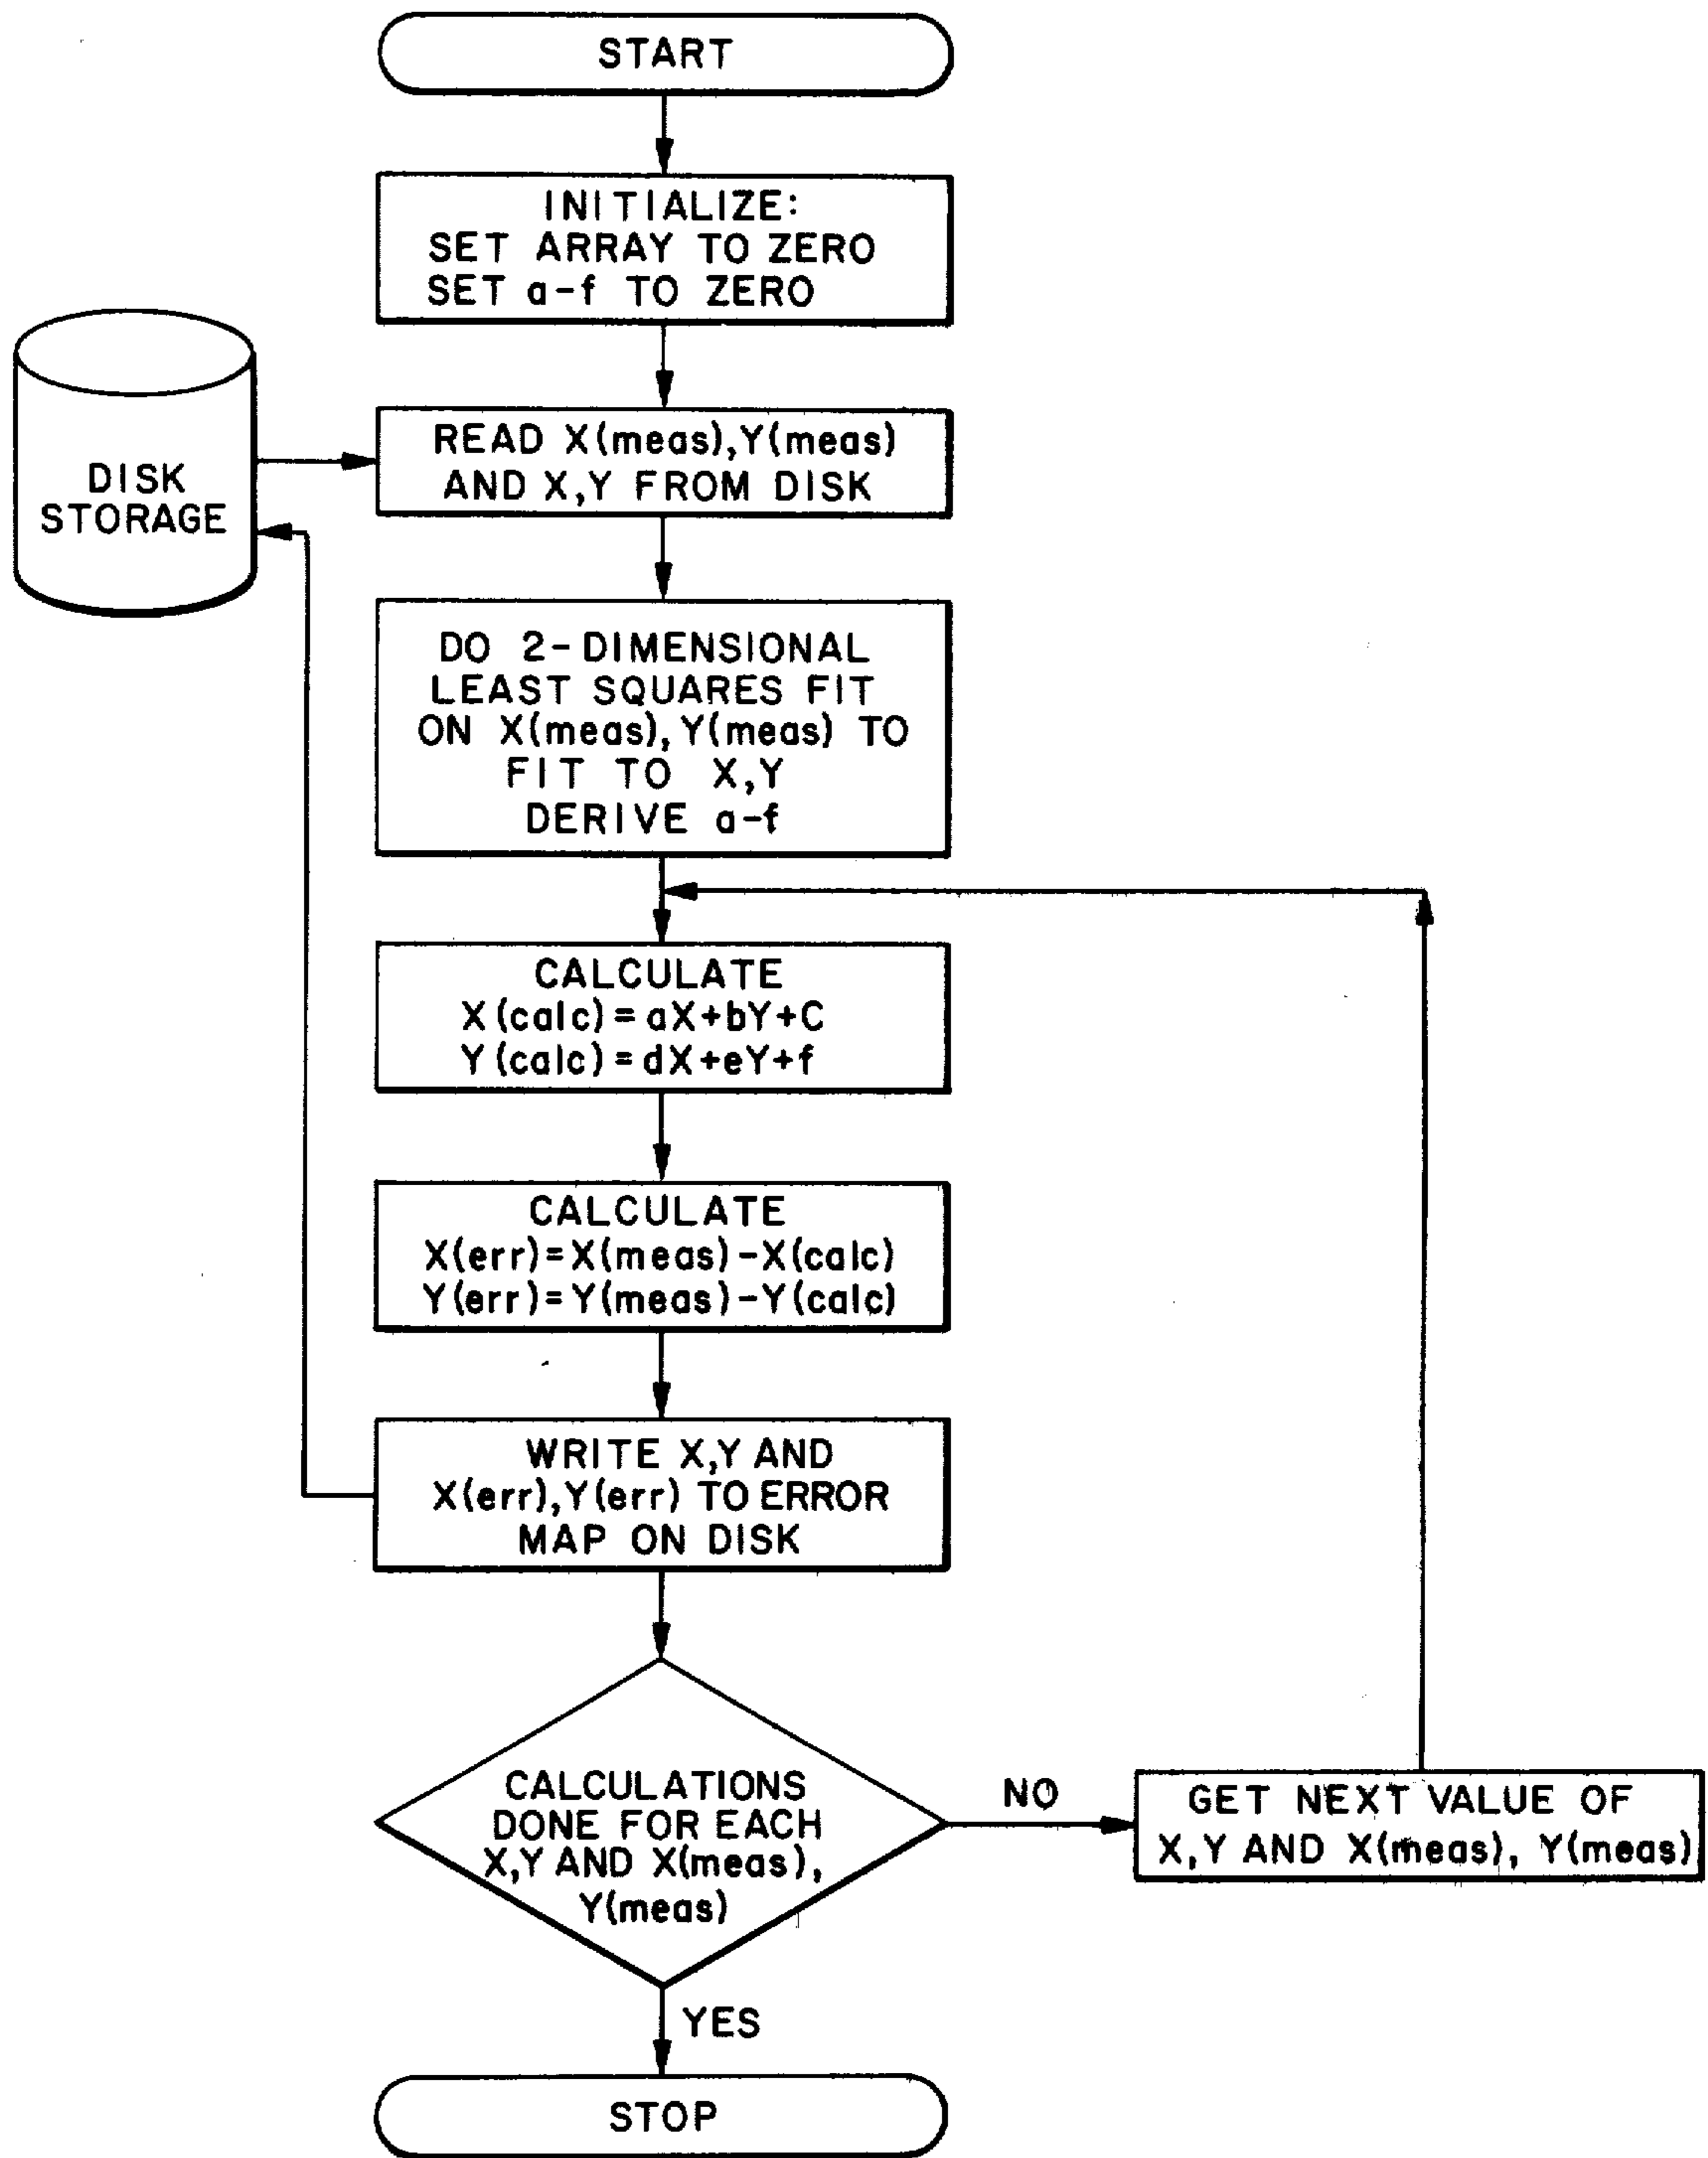 START
INITIALIZE:
SET ARRAY TO ZERO
SET a-f TO ZERO
DISK
STORAGE
READ X(meas),Y(meas)
AND X,Y FROM DISK
DO 2-DIMENSIONAL
LEAST SQUARES FIT
ON X(meas), Y(meas) TO
FIT TO X,Y
DERIVE a-f
CALCULATE
X(calc)=aX+bY+C
Y(calc)=dX+eY+f
CALCULATE
X(err)=X(meas)-X(calc)
Y(err)=Y(meas)-Y(calc)
WRITE X,Y AND
X(err),Y(err) TO ERROR
MAP ON DISK
CALCULATIONS
DONE FOR EACH
X,Y AND X(meas),
Y(meas)
NO
GET NEXT VALUE OF
X,Y AND X(meas), Y(meas)
YES
STOP